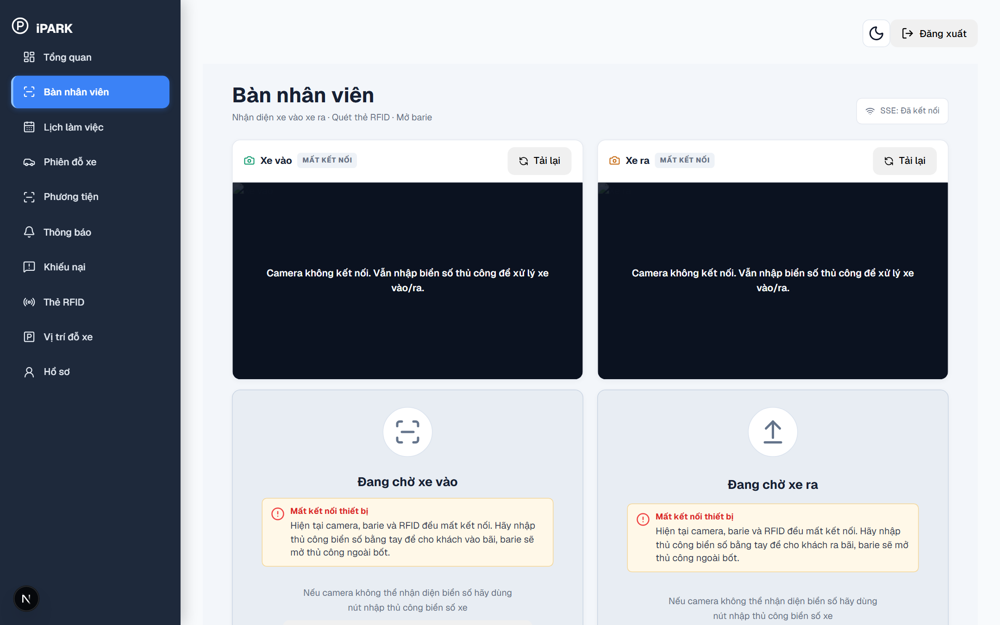 iPARK
Tổng quan
Bàn nhân viên
Lịch làm việc
Phiên đỗ xe
Phương tiện
Thông báo
Khiếu nại
Thẻ RFID
Vị trí đỗ xe
Hồ sơ
N
Đăng xuất
Bàn nhân viên
Nhận diện xe vào xe ra · Quét thẻ RFID · Mở barie
SSE: Đã kết nối
Xe vào MẤT KẾT NỐI Tải lại
Camera không kết nối. Vẫn nhập biển số thủ công để xử lý xe
vào/ra.
Xe ra MẤT KẾT NỐI Tải lại
Camera không kết nối. Vẫn nhập biển số thủ công để xử lý xe
vào/ra.
Đang chờ xe vào
Mất kết nối thiết bị
Hiện tại camera, barie và RFID đều mất kết nối. Hãy nhập
thủ công biển số bằng tay để cho khách vào bãi, barie sẽ
mở thủ công ngoài bốt.
Nếu camera không thể nhận diện biển số hãy dùng
nút nhập thủ công biển số xe
Đang chờ xe ra
Mất kết nối thiết bị
Hiện tại camera, barie và RFID đều mất kết nối. Hãy nhập
thủ công biển số bằng tay để cho khách ra bãi, barie sẽ mở
thủ công ngoài bốt.
Nếu camera không thể nhận diện biển số hãy dùng
nút nhập thủ công biển số xe